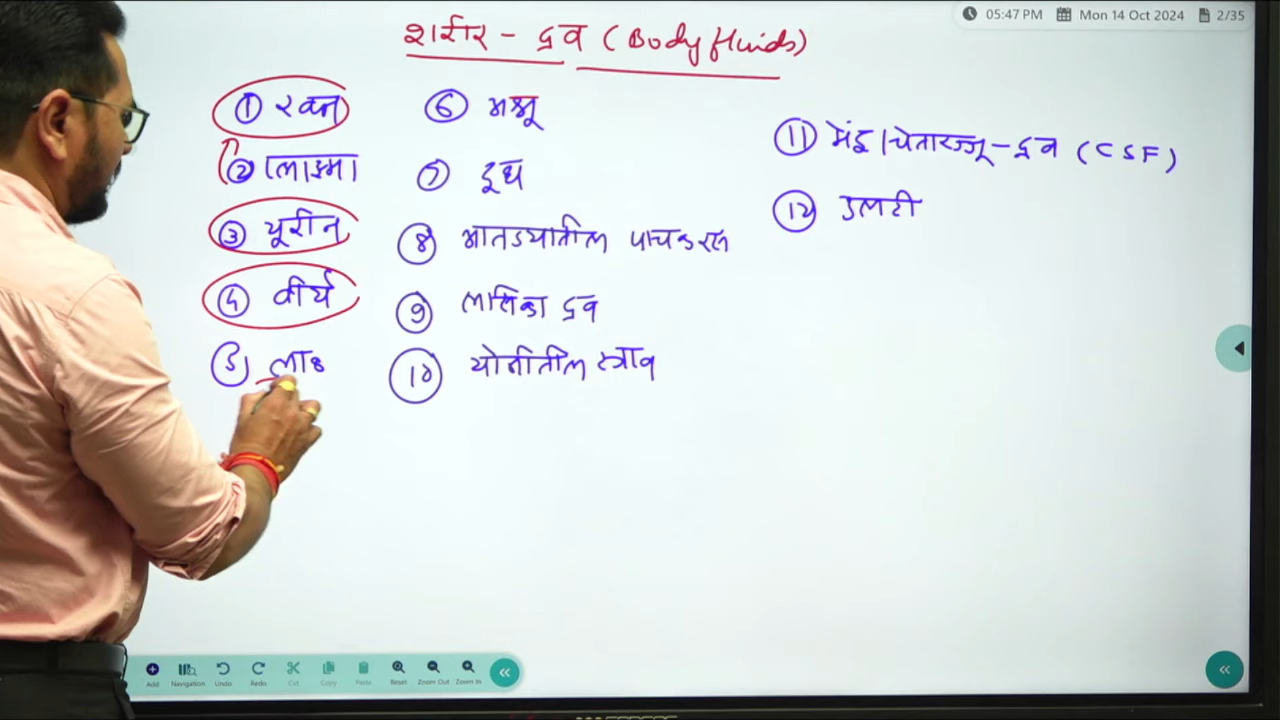 05:47 PM Mon 14 Oct 2024 2/35
शरीर - द्रव (Body fluids)
① रक्त
② प्लाझ्मा
③ यूरीन
④ वीर्य
⑤ लाळ
⑥ अश्रू
⑦ दूध
⑧ आतड्यातील पाचकरस
⑨ लसिका द्रव
⑩ योनीतील स्त्राव
⑪ मेंदू/चेतारज्जू-द्रव (CSF)
⑫ उलटी
Add Navigation Undo Redo Cut Copy Paste Reset Zoom Out Zoom In